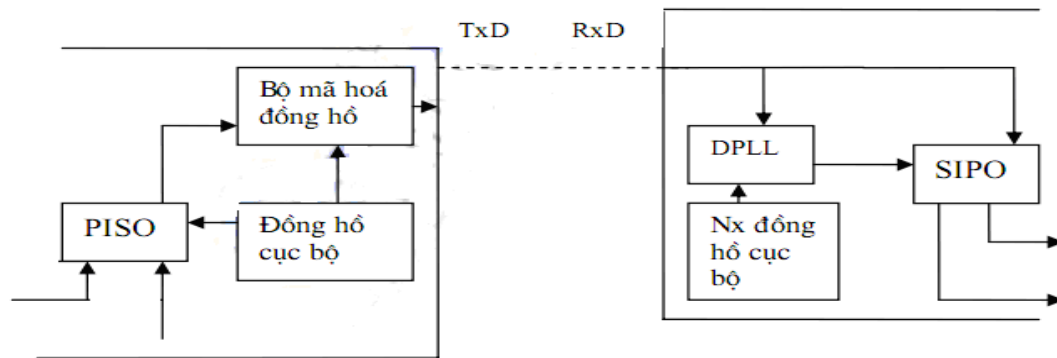 TxD RxD
Bộ mã hoá
đồng hồ
PISO
Đồng hồ
cục bộ
DPLL
SIPO
Nx đồng
hồ cục
bộ